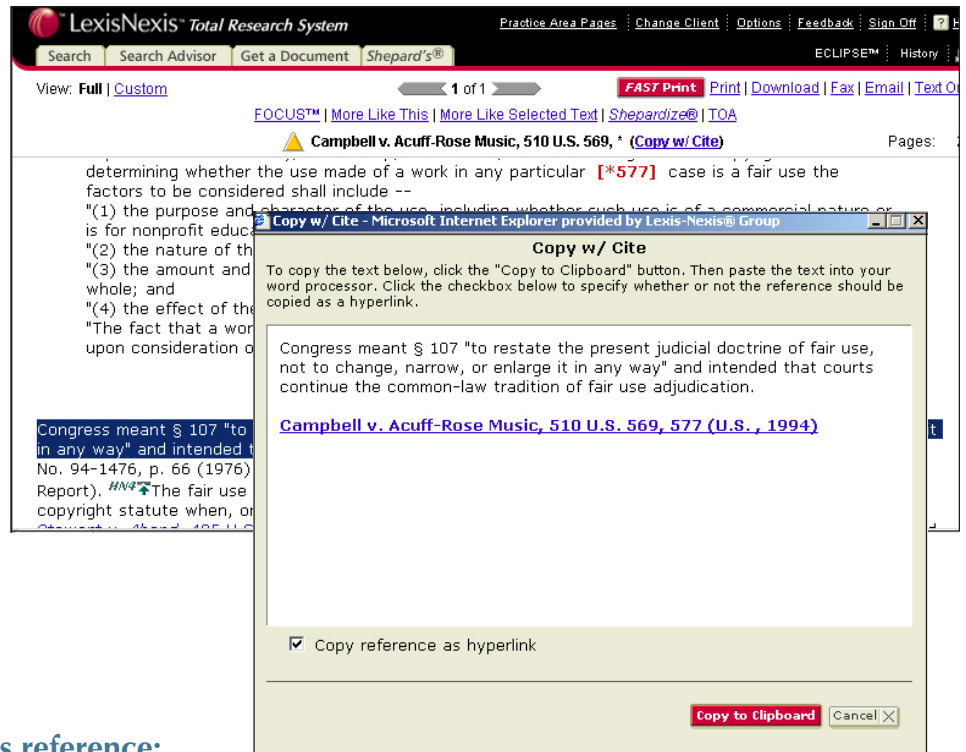 LexisNexis™ Total Research System
Practice Area Pages Change Client Options Feedback Sign Off ? H
Search Search Advisor Get a Document Shepard's®
ECLIPSE™ History
View: Full | Custom
1 of 1
FAST Print Print | Download | Fax | Email | Text O
FOCUS™ | More Like This | More Like Selected Text | Shepardize® | TOA
Campbell v. Acuff-Rose Music, 510 U.S. 569, * (Copy w/ Cite)
Pages:
determining whether the use made of a work in any particular [*577] case is a fair use the
factors to be considered shall include --
"(1) the purpose and character of the use, including whether such use is of a commercial nature or
is for nonprofit educa
"(2) the nature of th
"(3) the amount and
whole; and
"(4) the effect of the
"The fact that a wor
upon consideration o
Congress meant § 107 "to
in any way" and intended t
No. 94-1476, p. 66 (1976)
Report). HN4 The fair use
copyright statute when, or
Copy w/ Cite - Microsoft Internet Explorer provided by Lexis-Nexis® Group
Copy w/ Cite
To copy the text below, click the "Copy to Clipboard" button. Then paste the text into your
word processor. Click the checkbox below to specify whether or not the reference should be
copied as a hyperlink.
Congress meant § 107 "to restate the present judicial doctrine of fair use,
not to change, narrow, or enlarge it in any way" and intended that courts
continue the common-law tradition of fair use adjudication.
Campbell v. Acuff-Rose Music, 510 U.S. 569, 577 (U.S. , 1994)
Copy reference as hyperlink
Copy to Clipboard Cancel X
s reference: